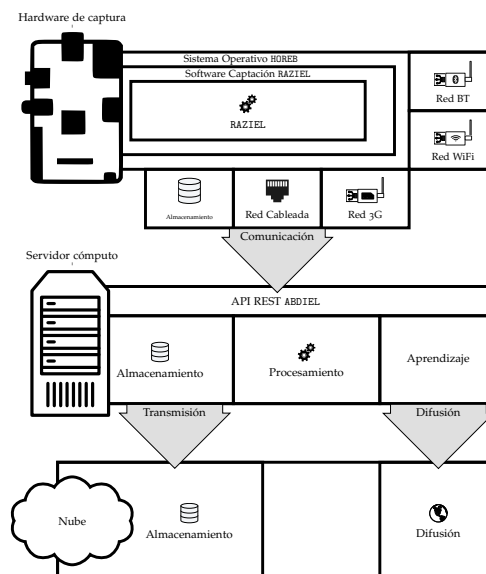 Hardware de captura
Sistema Operativo HOREB
Software Captación RAZIEL
RAZIEL
Red BT
Red WiFi
Almacenamiento
Red Cableada
Red 3G
Comunicación
Servidor cómputo
API REST ABDIEL
Almacenamiento
Procesamiento
Aprendizaje
Transmisión
Difusión
Nube
Almacenamiento
Difusión